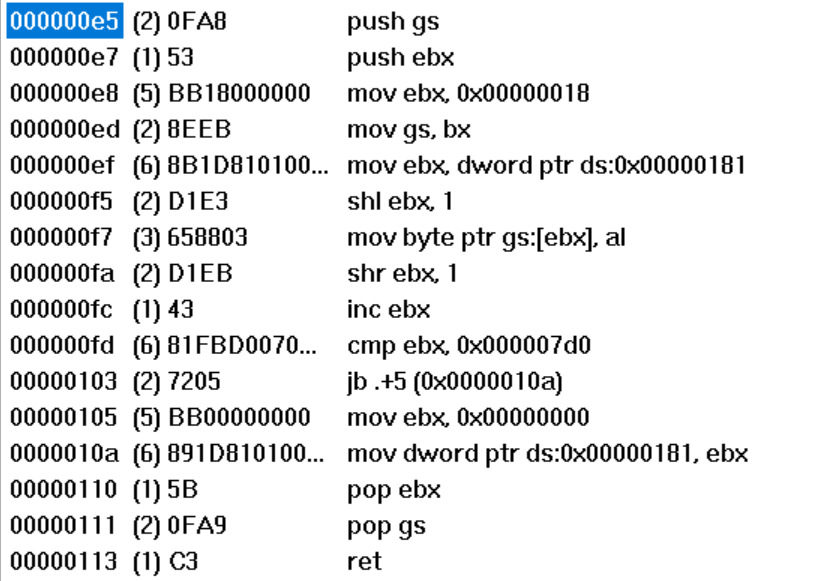 000000e5 (2) 0FA8 push gs
000000e7 (1) 53 push ebx
000000e8 (5) BB18000000 mov ebx, 0x00000018
000000ed (2) 8EEB mov gs, bx
000000ef (6) 8B1D810100... mov ebx, dword ptr ds:0x00000181
000000f5 (2) D1E3 shl ebx, 1
000000f7 (3) 658803 mov byte ptr gs:[ebx], al
000000fa (2) D1EB shr ebx, 1
000000fc (1) 43 inc ebx
000000fd (6) 81FBD0070... cmp ebx, 0x000007d0
00000103 (2) 7205 jb .+5 (0x0000010a)
00000105 (5) BB00000000 mov ebx, 0x00000000
0000010a (6) 891D810100... mov dword ptr ds:0x00000181, ebx
00000110 (1) 5B pop ebx
00000111 (2) 0FA9 pop gs
00000113 (1) C3 ret